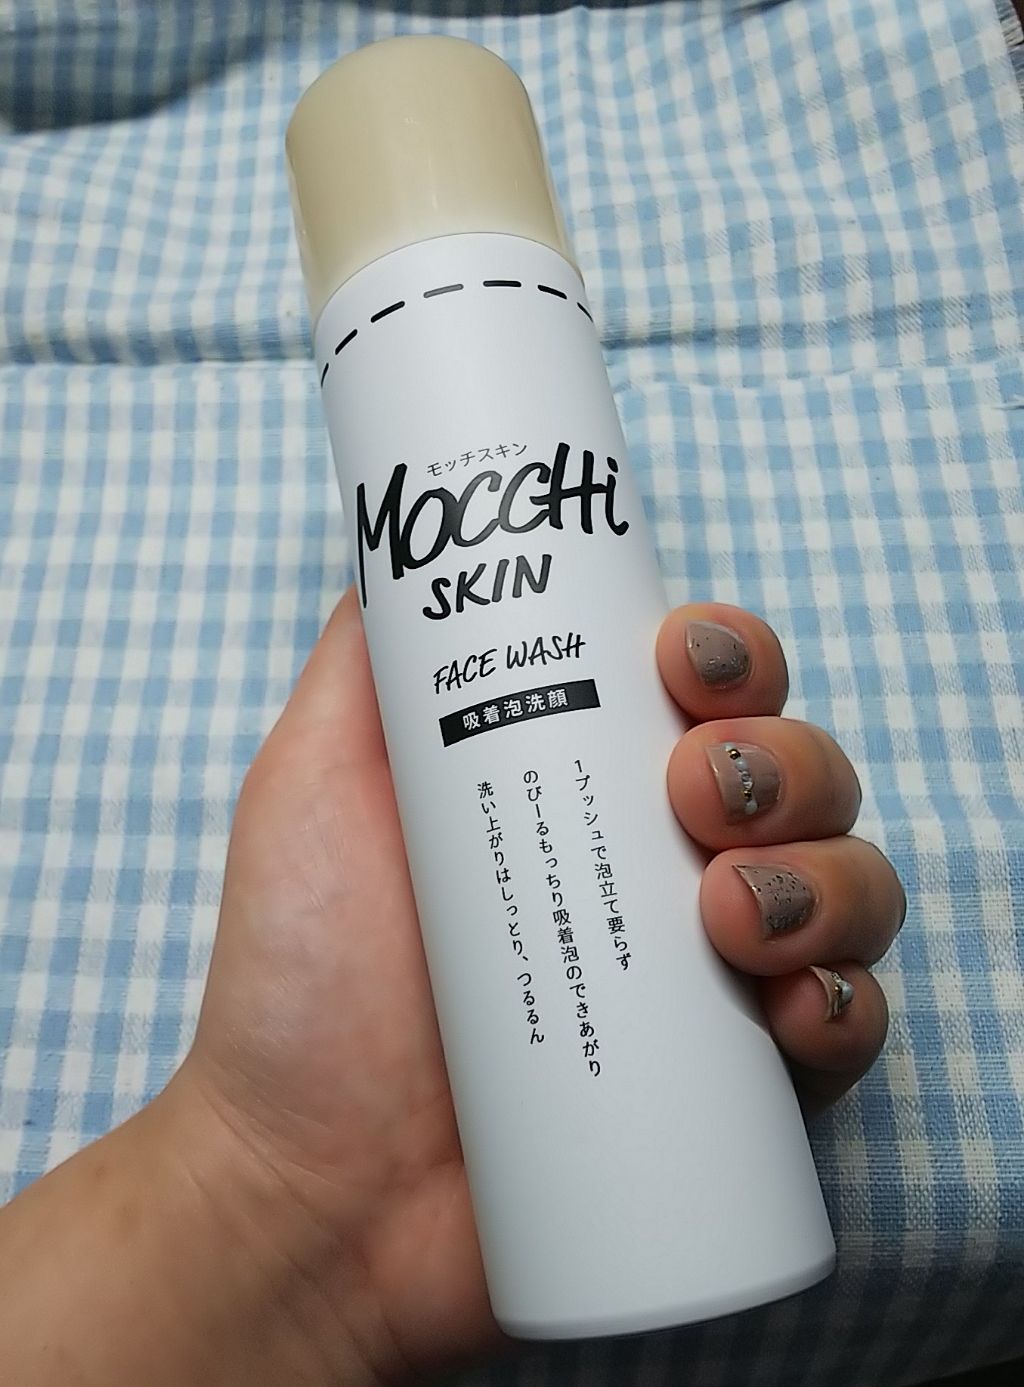 モッチスキン
MOCCHi
SKIN
FACE WASH
吸着泡洗顔
1プッシュで泡立て要らず
のびーるもっちり吸着泡のできあがり
洗い上がりはしっとり、つるるん